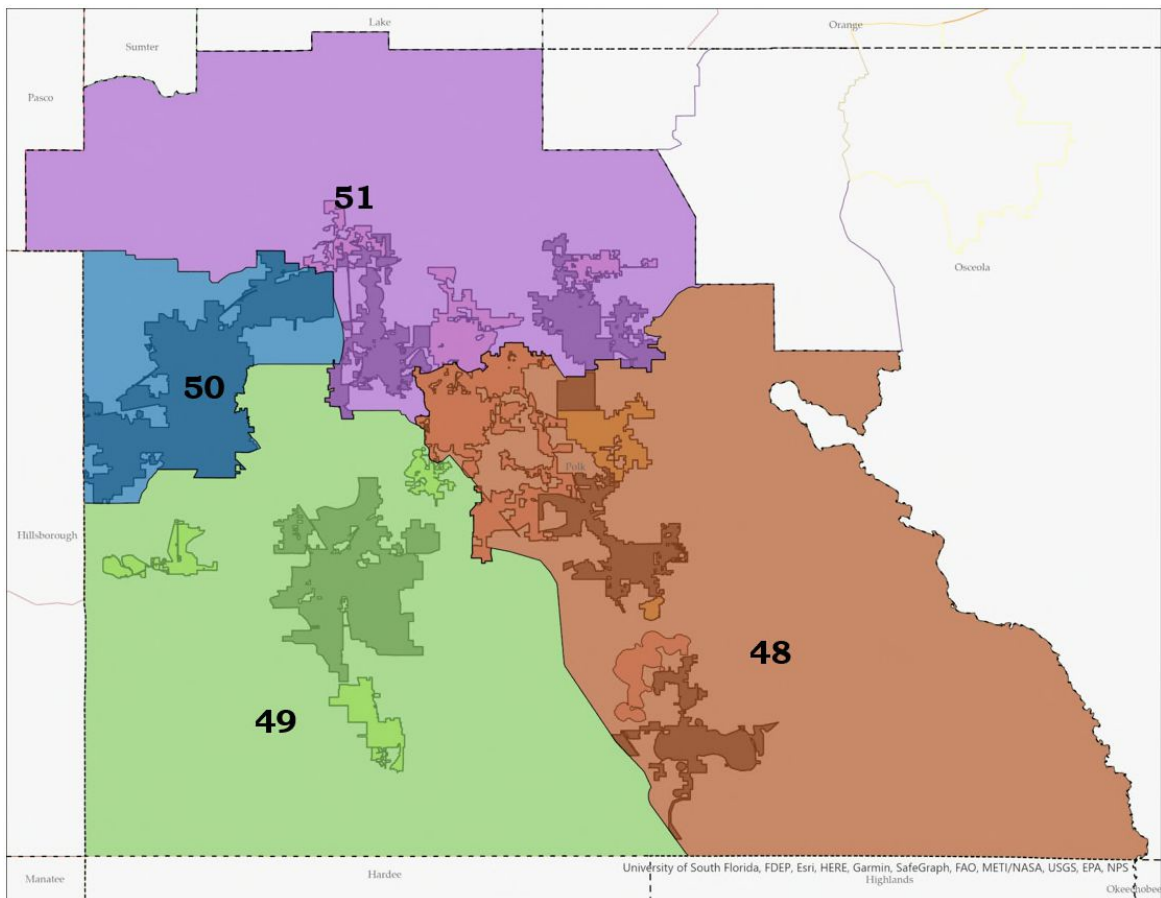 Lake
Orange
Sumter
Pasco
51
Osceola
50
Polk
Hillsborough
48
49
University of South Florida, FDEP, Esri, HERE, Garmin, SafeGraph, FAO, METI/NASA, USGS, EPA, NPS
Manatee
Hardee
Highlands
Okeechobee